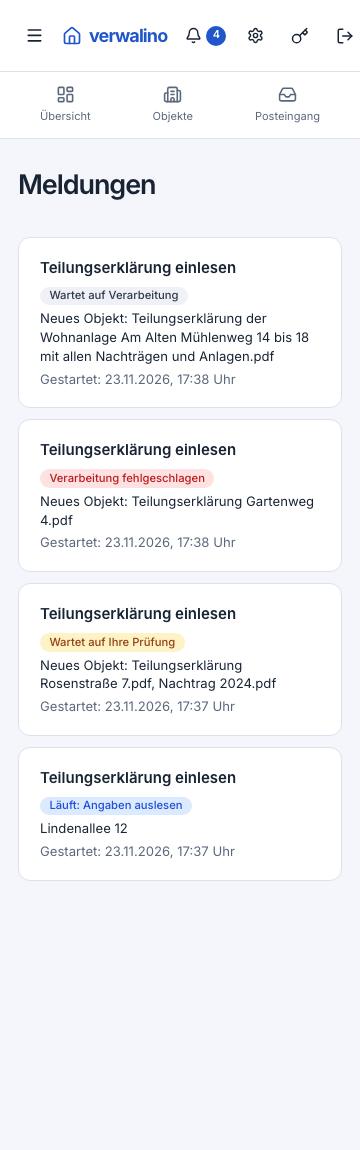 verwalino
4
Übersicht
Objekte
Posteingang
Meldungen
Teilungserklärung einlesen
Wartet auf Verarbeitung
Neues Objekt: Teilungserklärung der
Wohnanlage Am Alten Mühlenweg 14 bis 18
mit allen Nachträgen und Anlagen.pdf
Gestartet: 23.11.2026, 17:38 Uhr
Teilungserklärung einlesen
Verarbeitung fehlgeschlagen
Neues Objekt: Teilungserklärung Gartenweg
4.pdf
Gestartet: 23.11.2026, 17:38 Uhr
Teilungserklärung einlesen
Wartet auf Ihre Prüfung
Neues Objekt: Teilungserklärung
Rosenstraße 7.pdf, Nachtrag 2024.pdf
Gestartet: 23.11.2026, 17:37 Uhr
Teilungserklärung einlesen
Läuft: Angaben auslesen
Lindenallee 12
Gestartet: 23.11.2026, 17:37 Uhr